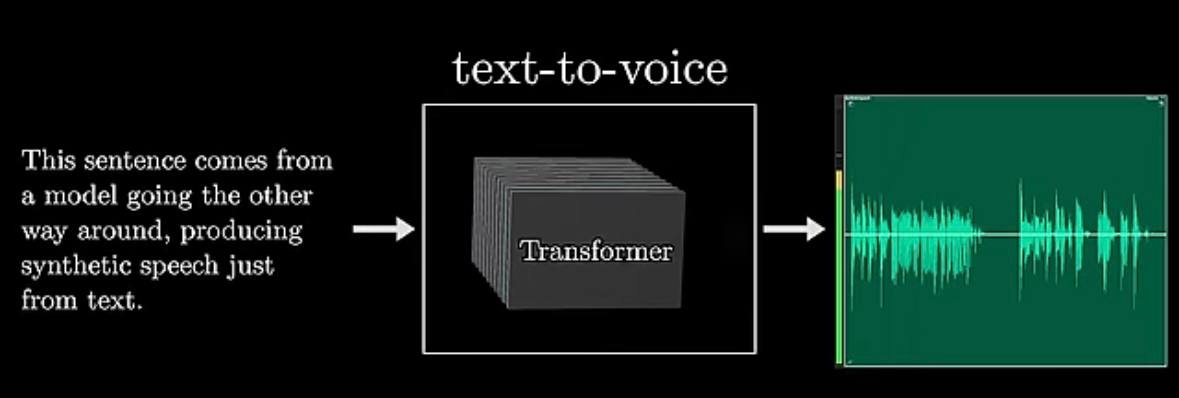 text-to-voice
This sentence comes from
a model going the other
way around, producing
synthetic speech just
from text.
Transformer